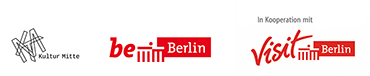 In Kooperation mit
Kultur Mitte
be Berlin
Visit Berlin